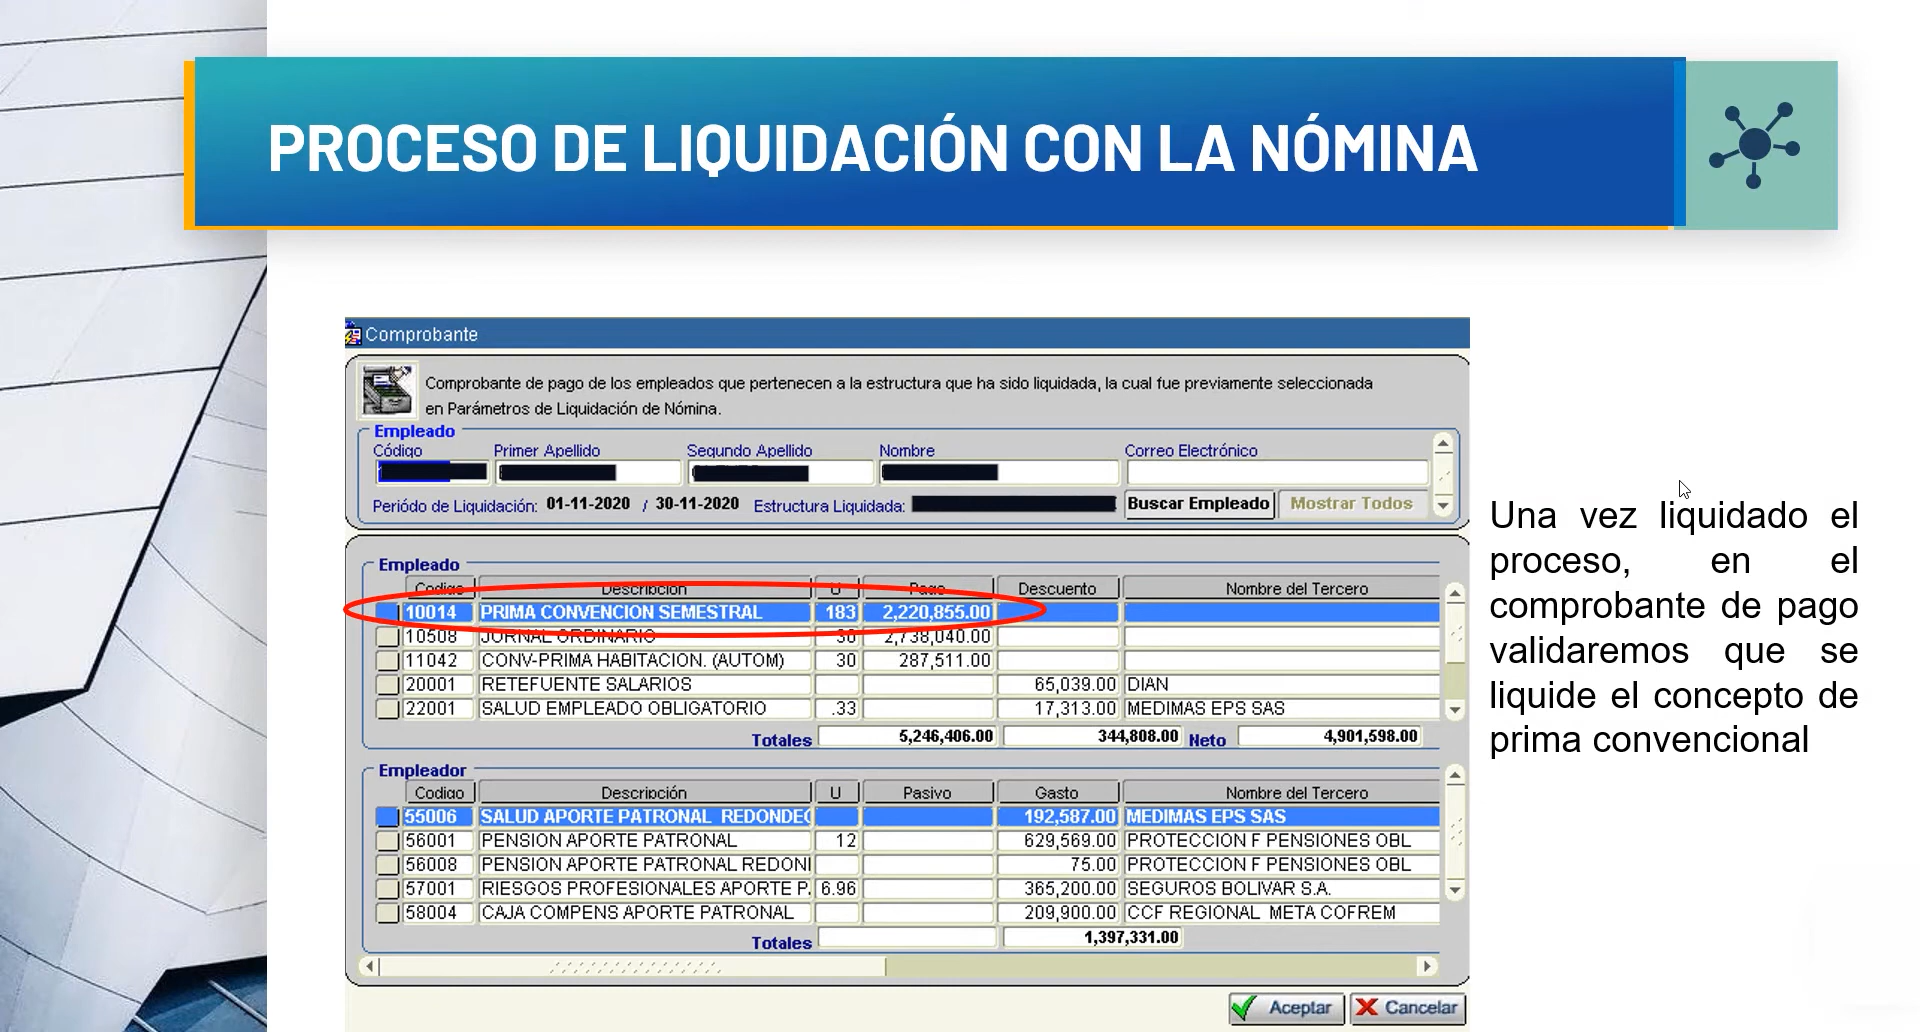 PROCESO DE LIQUIDACIÓN CON LA NÓMINA
Comprobante
Comprobante de pago de los empleados que pertenecen a la estructura que ha sido liquidada, la cual fue previamente seleccionada
en Parámetros de Liquidación de Nómina.
Empleado
Código Primer Apellido Segundo Apellido Nombre Correo Electrónico
Periódo de Liquidación: 01-11-2020 / 30-11-2020 Estructura Liquidada: Buscar Empleado Mostrar Todos
Empleado
Codigo Descripción U Pago Descuento Nombre del Tercero
10014 PRIMA CONVENCION SEMESTRAL 183 2,220,855.00
10508 JORNAL ORDINARIO 30 2,738,040.00
11042 CONV-PRIMA HABITACION. (AUTOM) 30 287,511.00
20001 RETEFUENTE SALARIOS 65,039.00 DIAN
22001 SALUD EMPLEADO OBLIGATORIO .33 17,313.00 MEDIMAS EPS SAS
Totales 5,246,406.00 344,808.00 Neto 4,901,598.00
Empleador
Codigo Descripción U Pasivo Gasto Nombre del Tercero
55006 SALUD APORTE PATRONAL REDONDEO 192,587.00 MEDIMAS EPS SAS
56001 PENSION APORTE PATRONAL 12 629,569.00 PROTECCION F PENSIONES OBL
56008 PENSION APORTE PATRONAL REDONI 75.00 PROTECCION F PENSIONES OBL
57001 RIESGOS PROFESIONALES APORTE P. 6.96 365,200.00 SEGUROS BOLIVAR S.A.
58004 CAJA COMPENS APORTE PATRONAL 209,900.00 CCF REGIONAL META COFREM
Totales 1,397,331.00
Aceptar Cancelar
Una vez liquidado el
proceso, en el
comprobante de pago
validaremos que se
liquide el concepto de
prima convencional